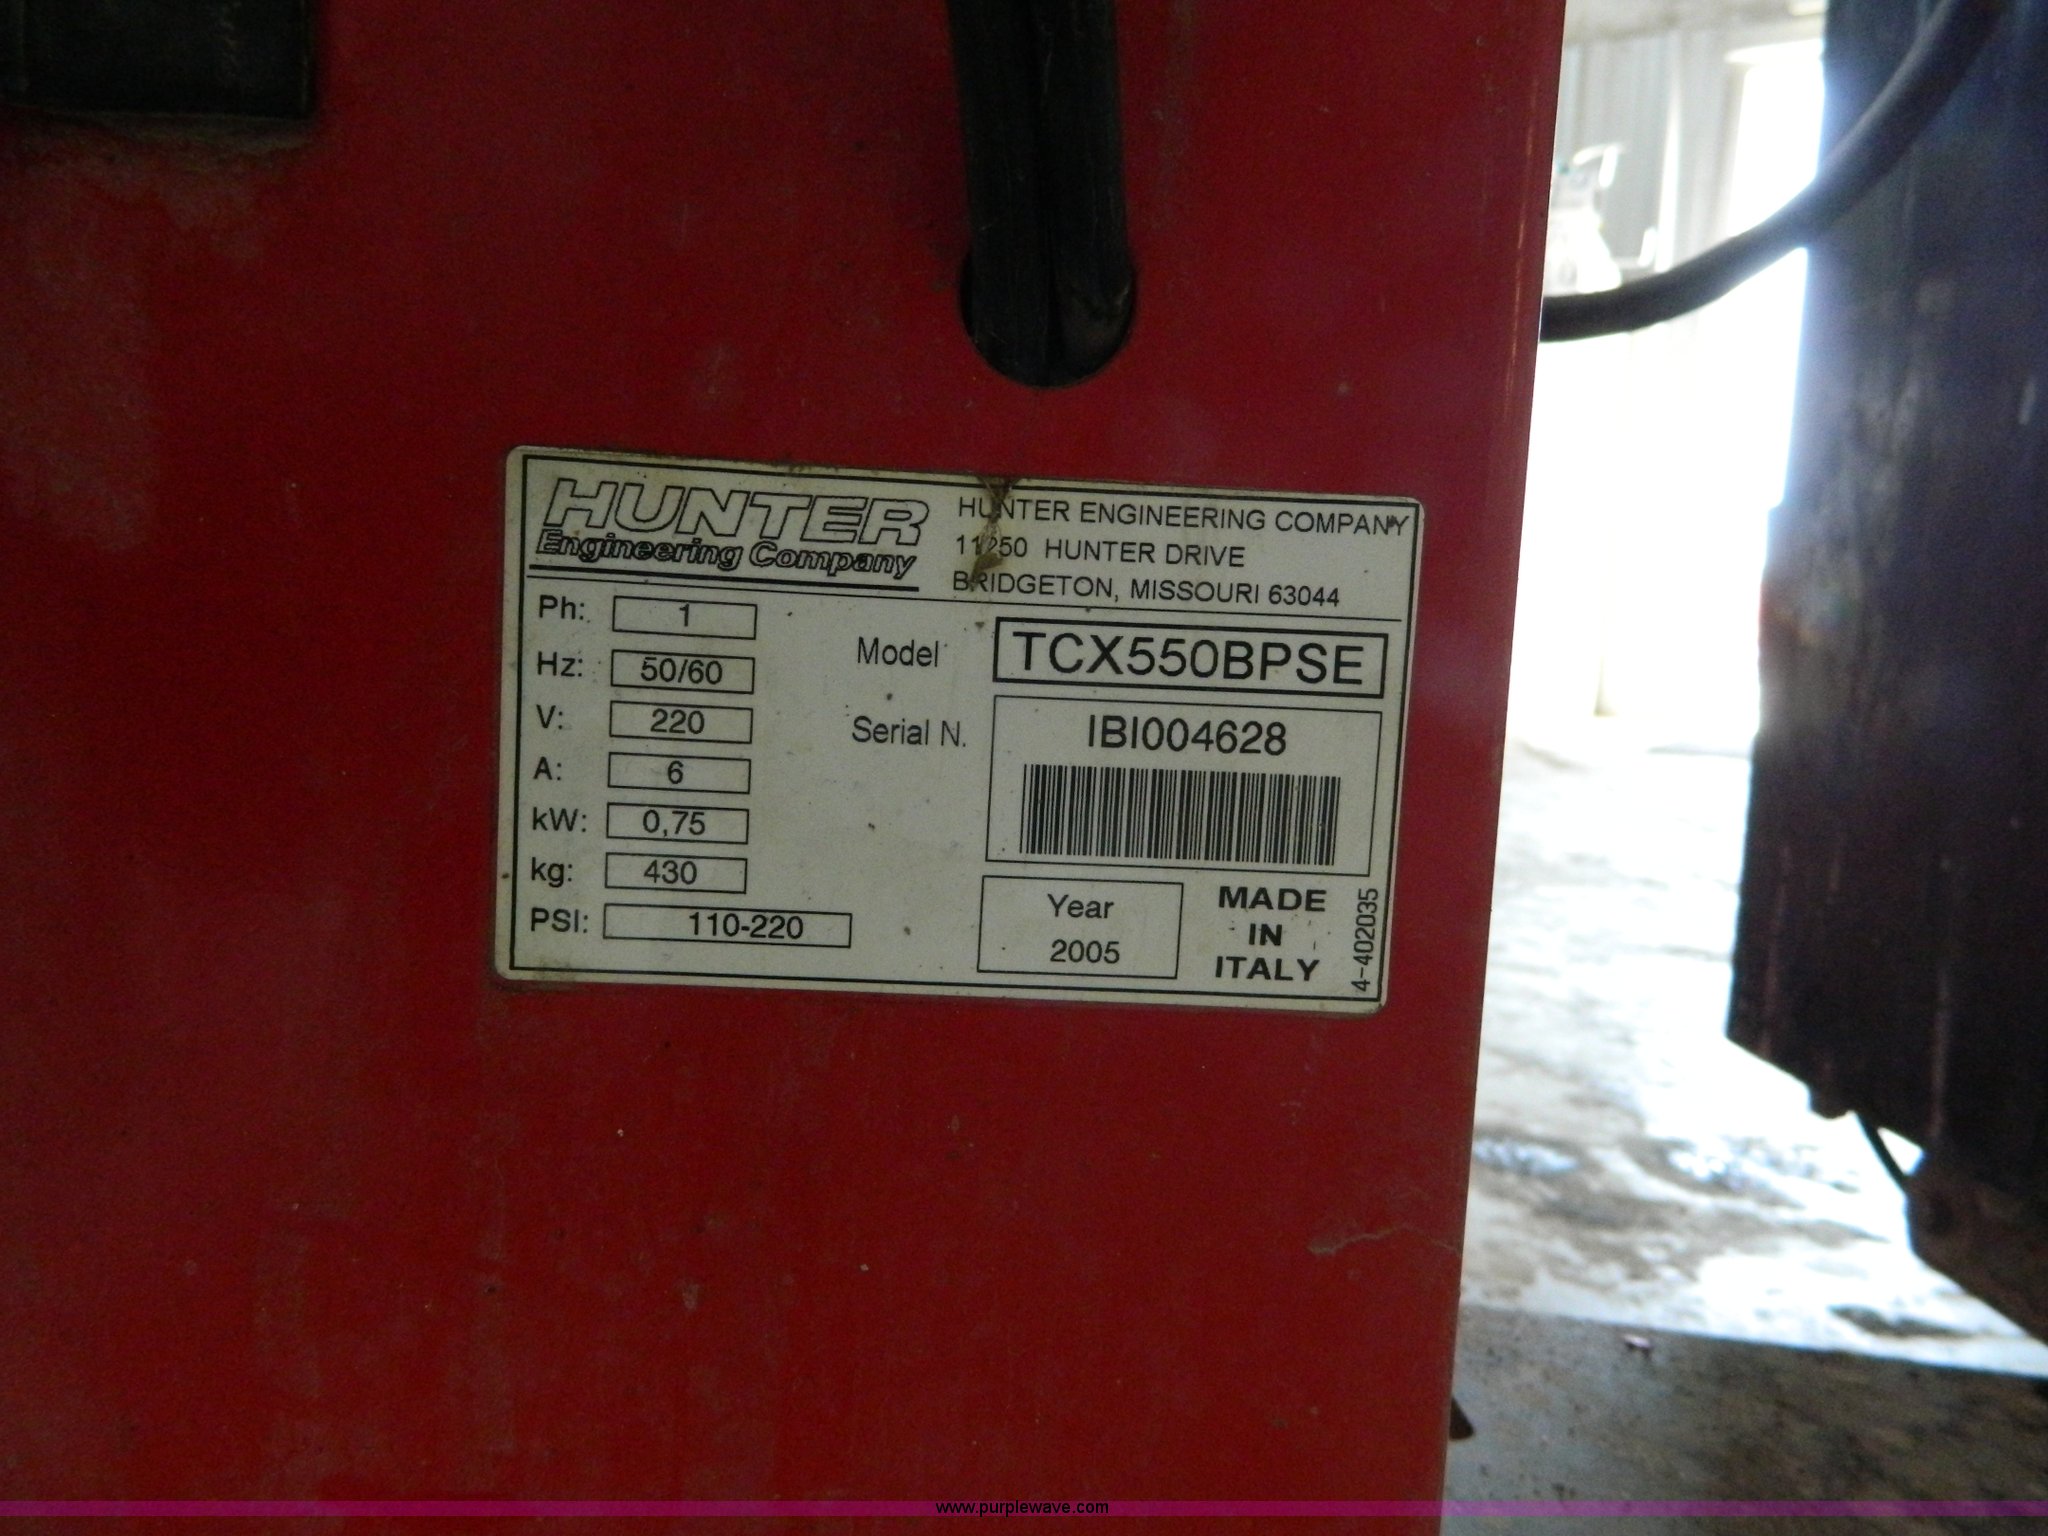 HUNTER
Engineering Company
HUNTER ENGINEERING COMPANY
11250 HUNTER DRIVE
BRIDGETON, MISSOURI 63044
Ph: 1
Hz: 50/60
V: 220
A: 6
kW: 0,75
kg: 430
PSI: 110-220
Model TCX550BPSE
Serial N. IBI004628
Year
2005
MADE
IN
ITALY
4-402035
www.purplewave.com